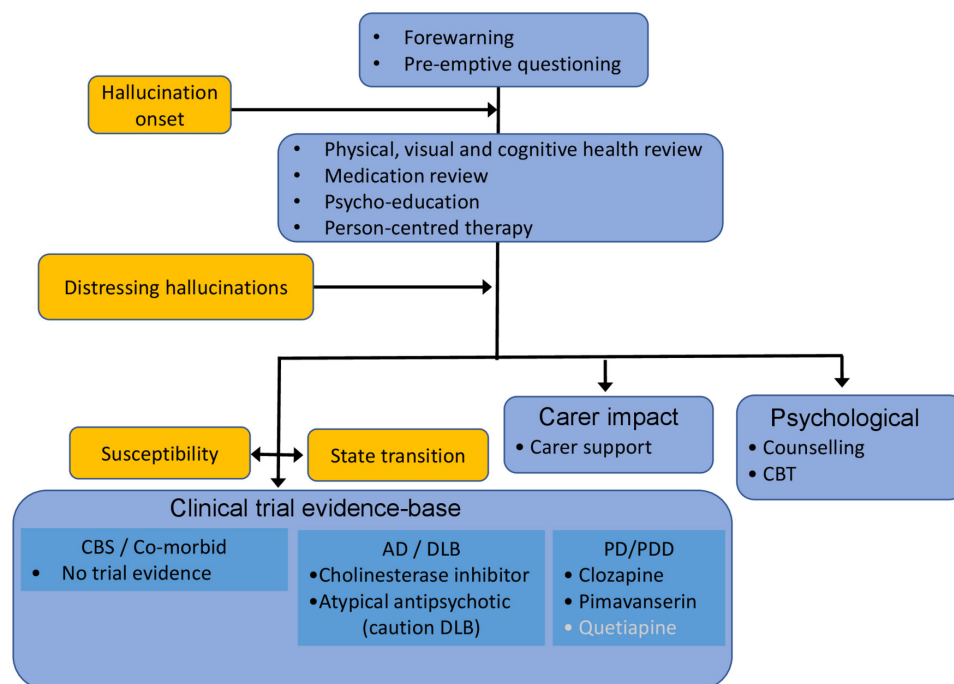 • Forewarning
• Pre-emptive questioning
Hallucination
onset
• Physical, visual and cognitive health review
• Medication review
• Psycho-education
• Person-centred therapy
Distressing hallucinations
Susceptibility
State transition
Carer impact
• Carer support
Psychological
• Counselling
• CBT
Clinical trial evidence-base
CBS / Co-morbid
• No trial evidence
AD / DLB
•Cholinesterase inhibitor
•Atypical antipsychotic
(caution DLB)
PD/PDD
• Clozapine
• Pimavanserin
• Quetiapine